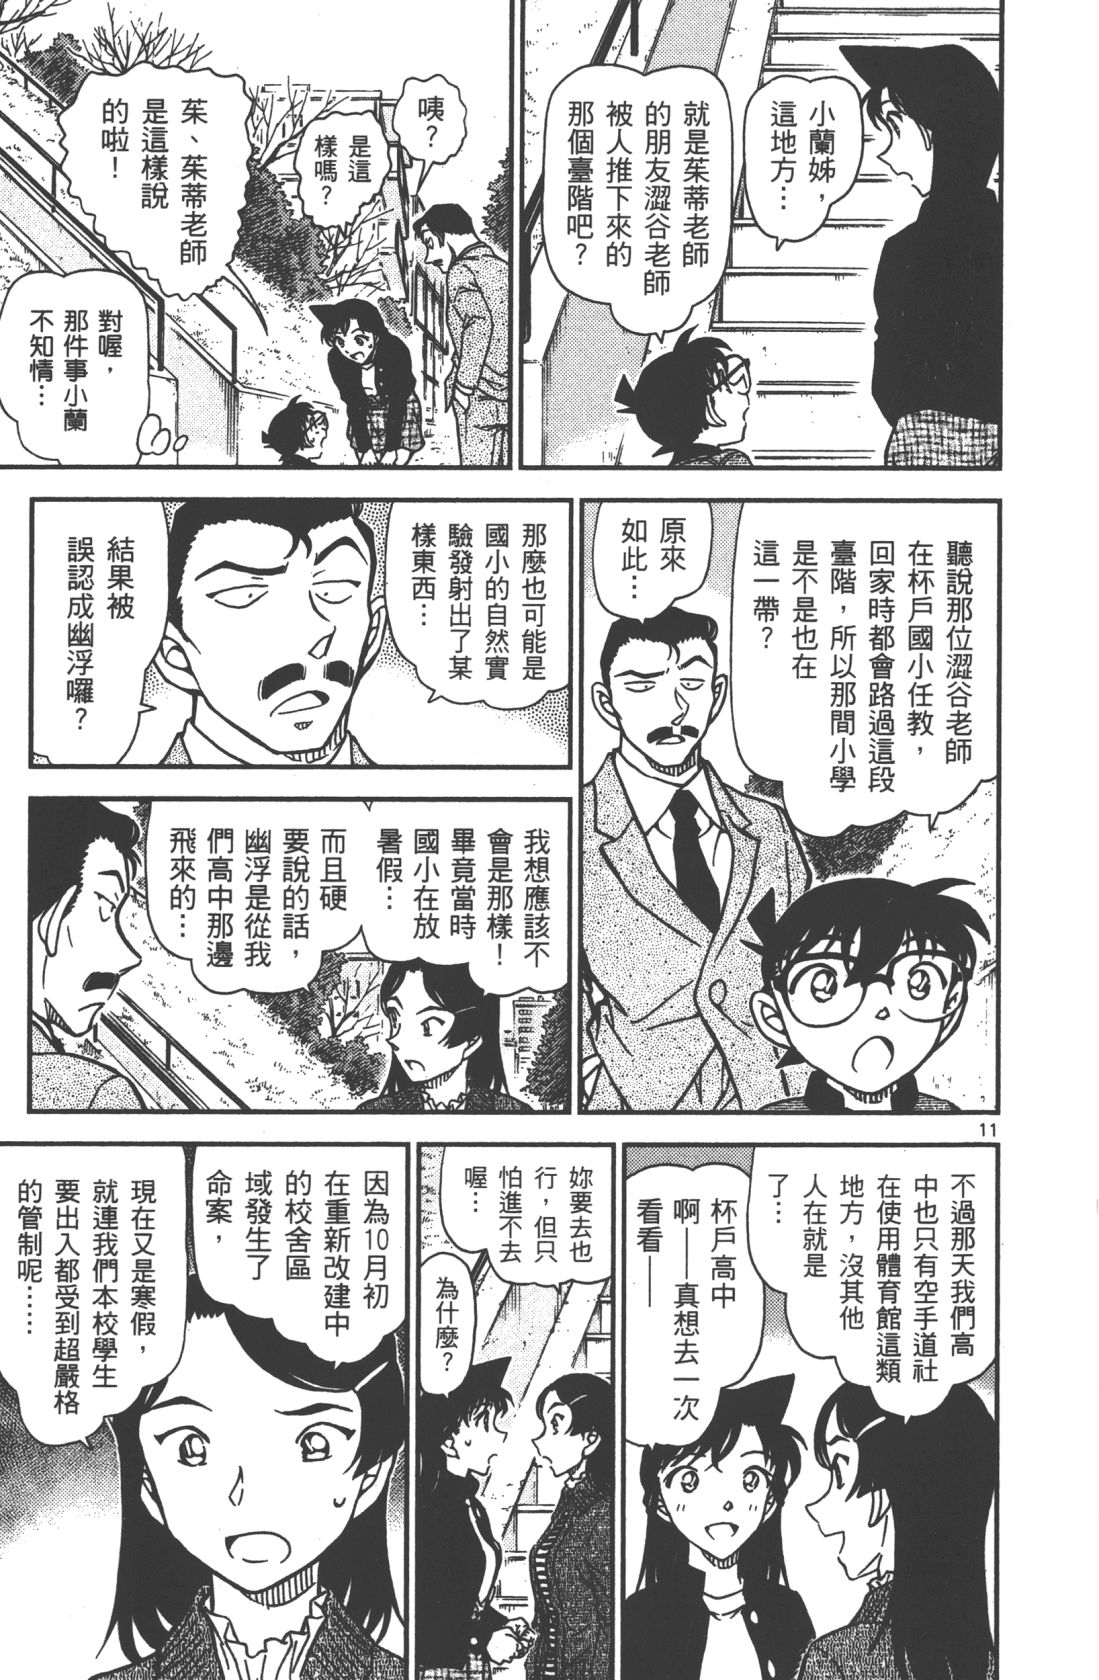 小蘭姊，
這地方…
就是茱蒂老師
的朋友澀谷老師
被人推下來的
那個臺階吧？
咦？
是這
樣嗎？
茱、茱蒂老師
是這樣說
的啦！
對喔，
那件事小蘭
不知情…
聽說那位澀谷老師
在杯戶國小任教，
回家時都會路過這段
臺階，所以那間小學
是不是也在
這一帶？
原來
如此…
那麼也可能是
國小的自然實
驗發射出了某
樣東西…
結果被
誤認成幽浮囉？
我想應該不
會是那樣！
畢竟當時
國小在放
暑假…
而且硬
要說的話，
幽浮是從我
們高中那邊
飛來的…
11
不過那天我們高
中也只有空手道社
在使用體育館這類
地方，沒其他
人在就是
了…
杯戶高中
啊——真想去一次
看看——
妳要去也
行，但只
怕進不去
喔…
為什麼？
因為10月初
在重新改建中
的校舍區
域發生了
命案，
現在又是寒假，
就連我們本校學生
要出入都受到超嚴格
的管制呢……